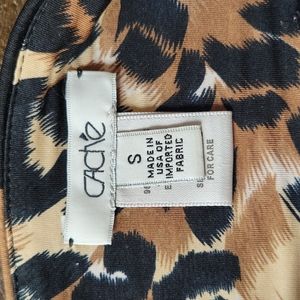 CACHÉ
S
MADE IN
USA OF
IMPORTED
FABRIC
FOR CARE